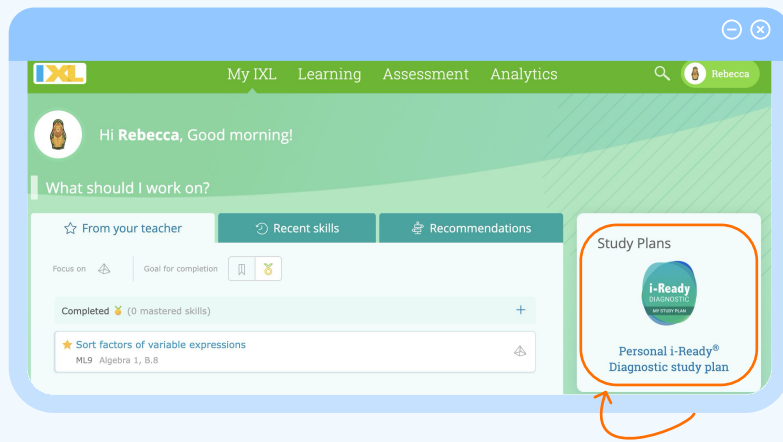 IXL
My IXL Learning Assessment Analytics
Rebecca
Hi Rebecca, Good morning!
What should I work on?
From your teacher
Recent skills
Recommendations
Focus on
Goal for completion
Completed (0 mastered skills)
Sort factors of variable expressions
ML9 Algebra 1, B.8
Study Plans
i-Ready
DIAGNOSTIC
MY STUDY PLAN
Personal i-Ready®
Diagnostic study plan